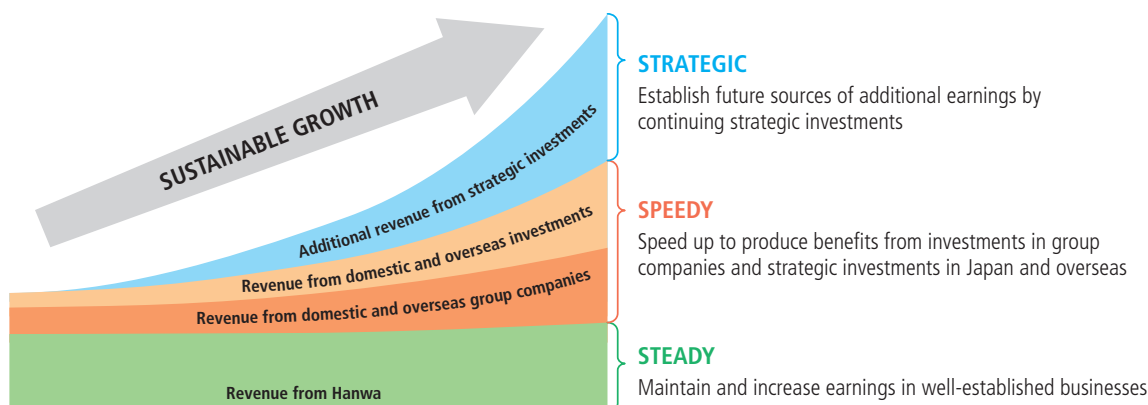 SUSTAINABLE GROWTH
Additional revenue from strategic investments
Revenue from domestic and overseas investments
Revenue from domestic and overseas group companies
Revenue from Hanwa
STRATEGIC
Establish future sources of additional earnings by
continuing strategic investments
SPEEDY
Speed up to produce benefits from investments in group
companies and strategic investments in Japan and overseas
STEADY
Maintain and increase earnings in well-established businesses